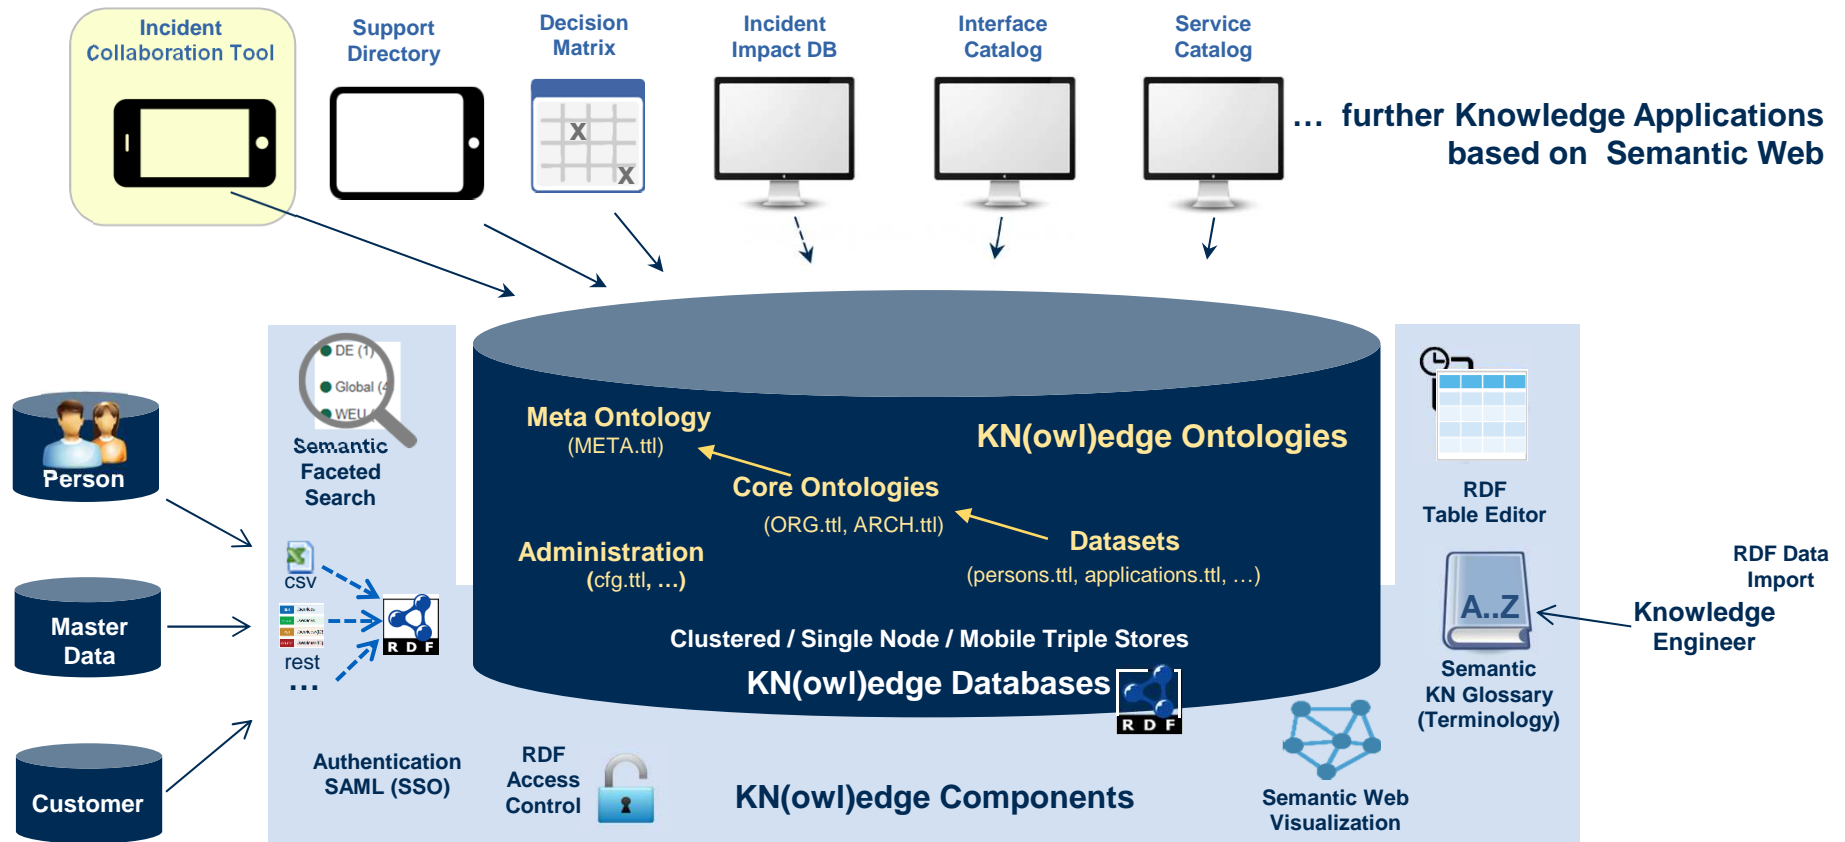 Incident
Collaboration Tool
Support
Directory
Decision
Matrix
X
X
Incident
Impact DB
Interface
Catalog
Service
Catalog
… further Knowledge Applications
based on Semantic Web
Person
Master
Data
Customer
DE (1)
Global (4
WEU (
Semantic
Faceted
Search
csv
rest
...
RDF
Meta Ontology
(META.ttl)
KN(owl)edge Ontologies
Core Ontologies
(ORG.ttl, ARCH.ttl)
Administration
(cfg.ttl, …)
Datasets
(persons.ttl, applications.ttl, …)
Clustered / Single Node / Mobile Triple Stores
KN(owl)edge Databases
RDF
RDF
Table Editor
A..Z
Semantic
KN Glossary
(Terminology)
RDF Data
Import
Knowledge
Engineer
Authentication
SAML (SSO)
RDF
Access
Control
KN(owl)edge Components
Semantic Web
Visualization